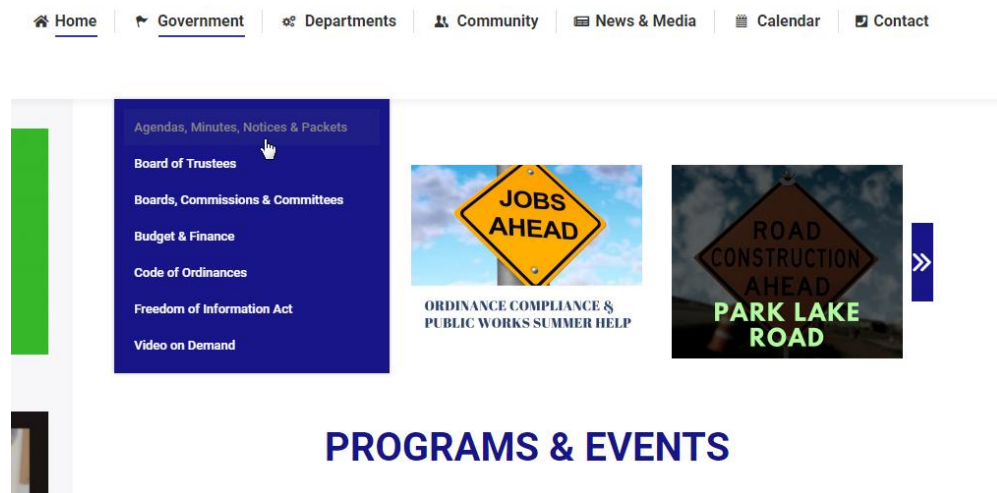 Home Government Departments Community News & Media Calendar Contact
Agendas, Minutes, Notices & Packets
Board of Trustees
Boards, Commissions & Committees
Budget & Finance
Code of Ordinances
Freedom of Information Act
Video on Demand
JOBS
AHEAD
ORDINANCE COMPLIANCE &
PUBLIC WORKS SUMMER HELP
ROAD
CONSTRUCTION
AHEAD
PARK LAKE
ROAD
PROGRAMS & EVENTS